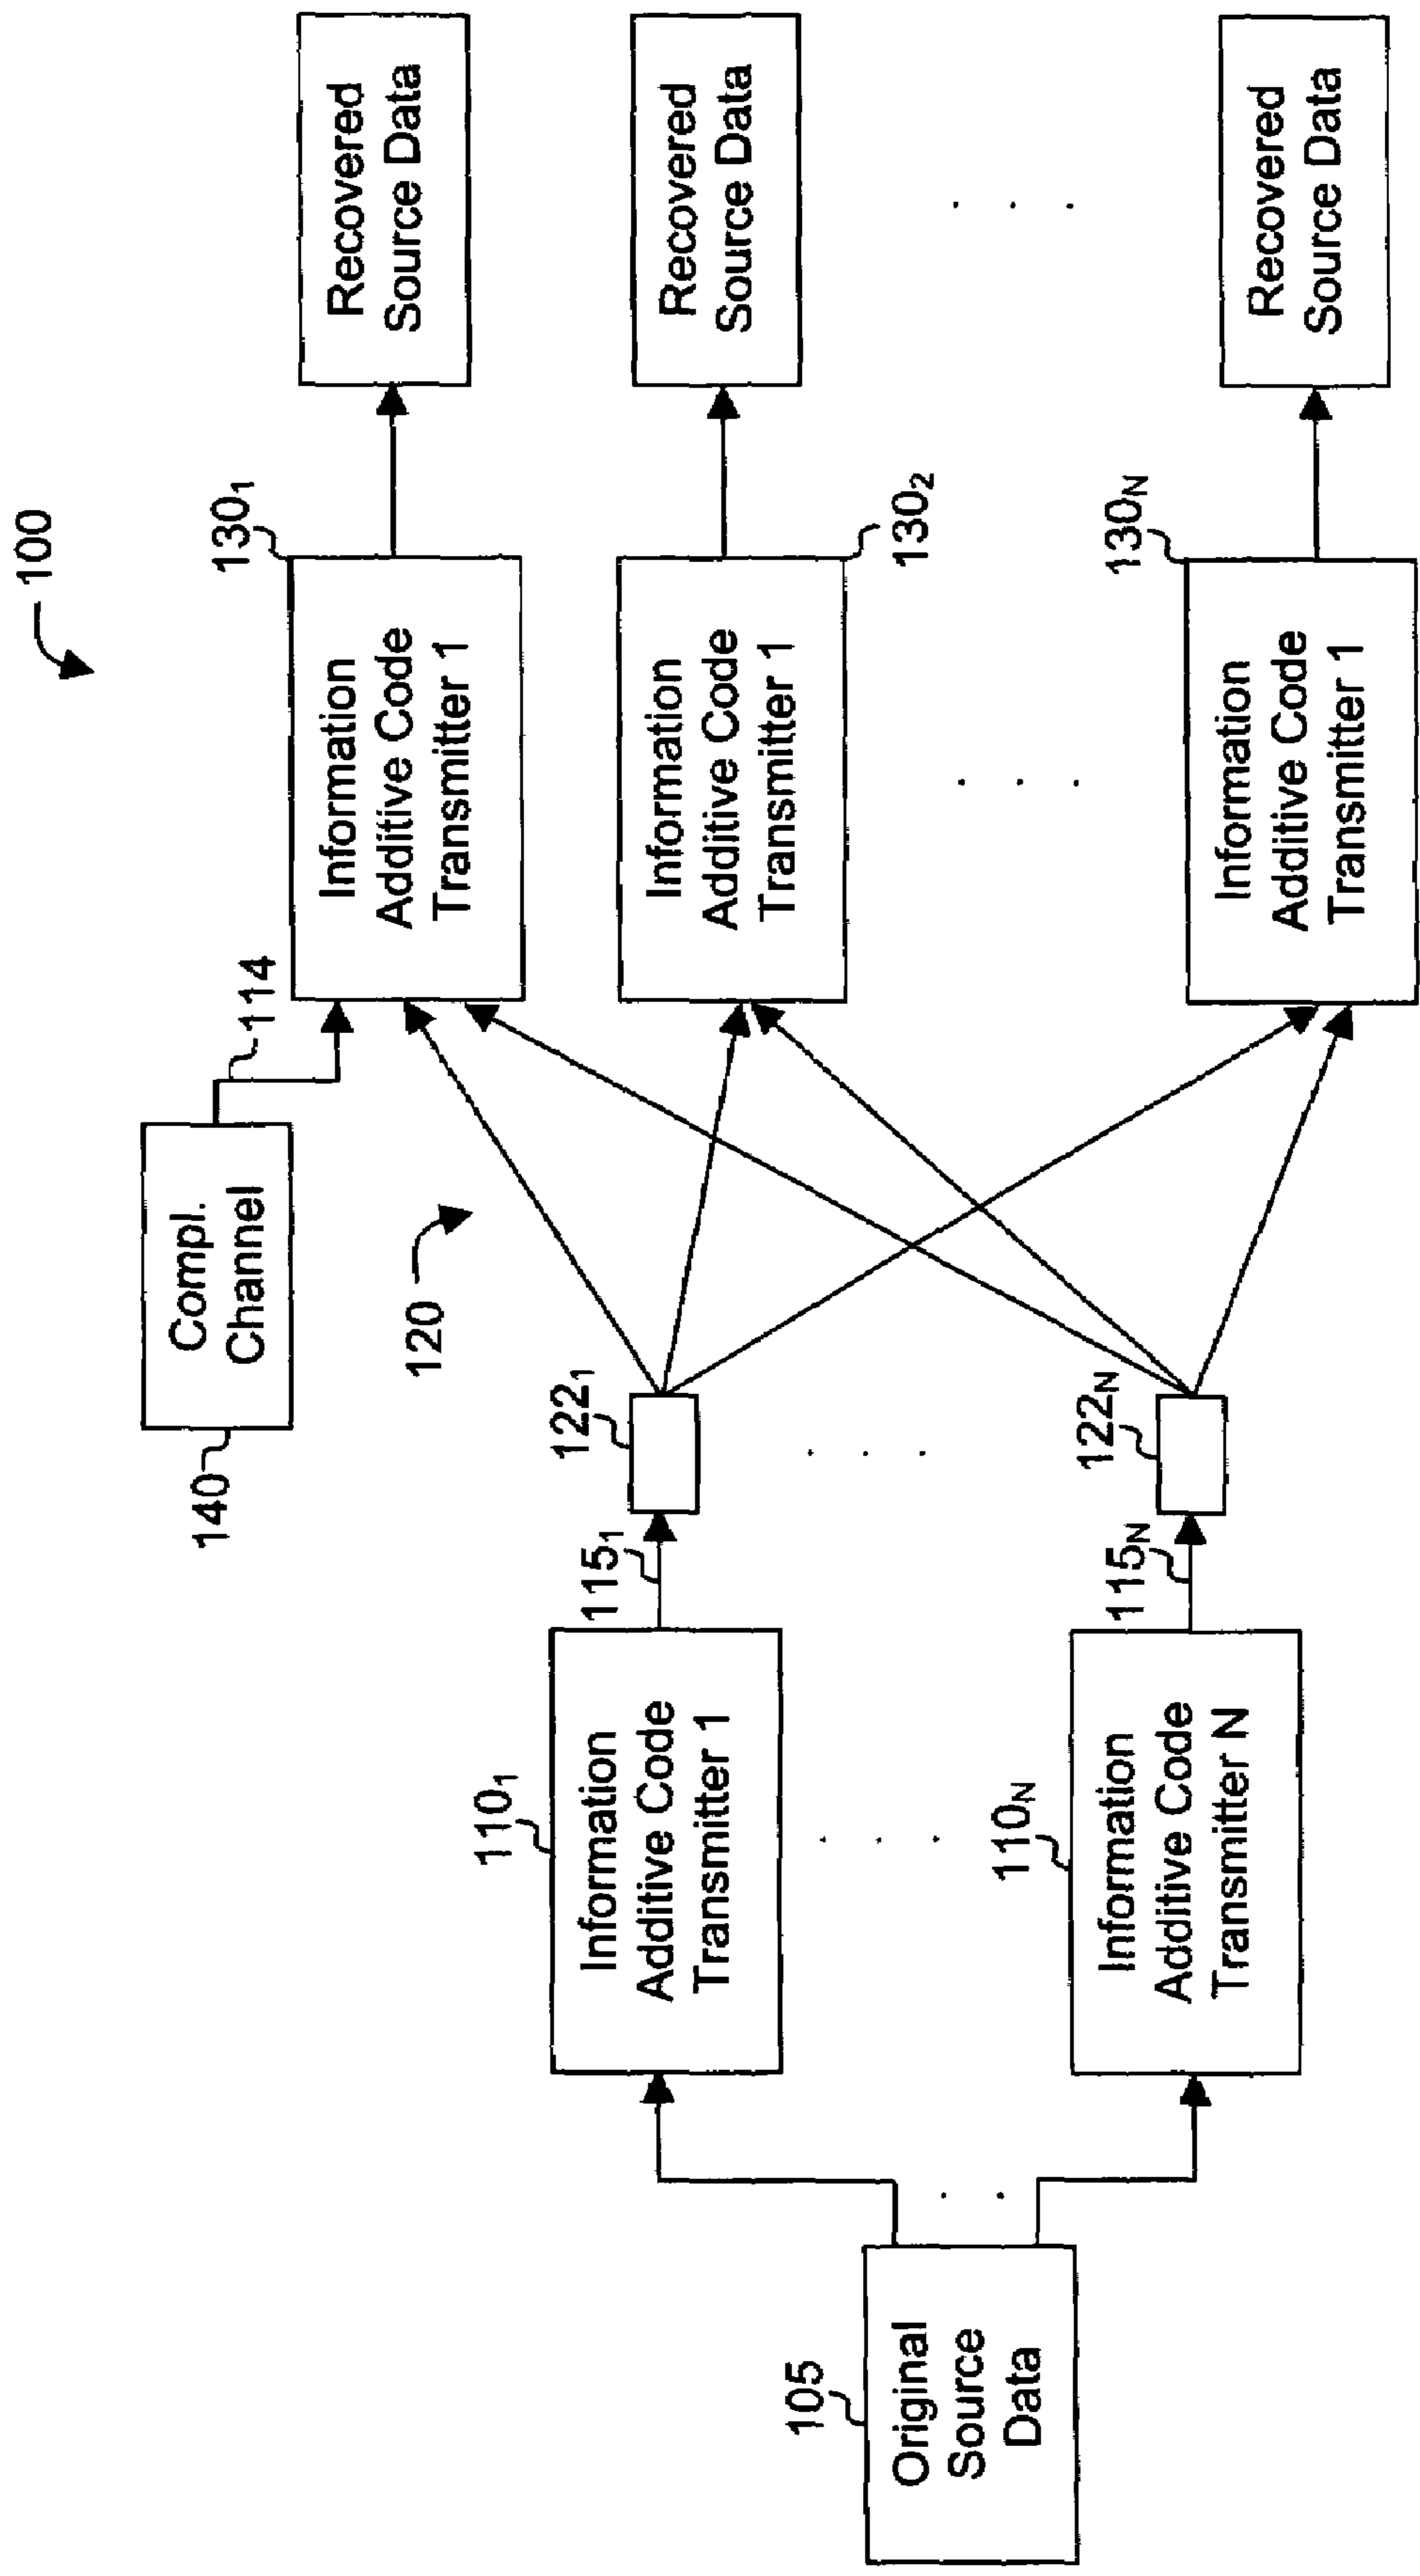 100
140
Compl.
Channel
114
120
105
Original
Source
Data
110₁
Information
Additive Code
Transmitter 1
115₁
122₁
110N
Information
Additive Code
Transmitter N
115N
122N
130₁
Information
Additive Code
Transmitter 1
Recovered
Source Data
130₂
Information
Additive Code
Transmitter 1
Recovered
Source Data
130N
Information
Additive Code
Transmitter 1
Recovered
Source Data